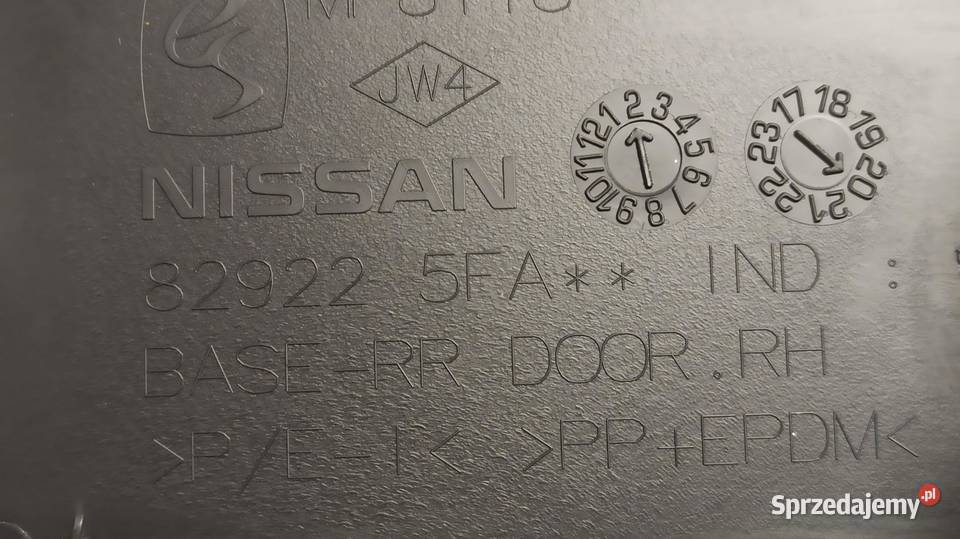 JW4
1 2 3 4 5 6 7 8 9 10 11 12
17 18 19 20 21 22 23
NISSAN
82922 5FA** IND :
BASE-RR DOOR.RH
>P/E-I< >PP+EPDM<
Sprzedajemy.pl